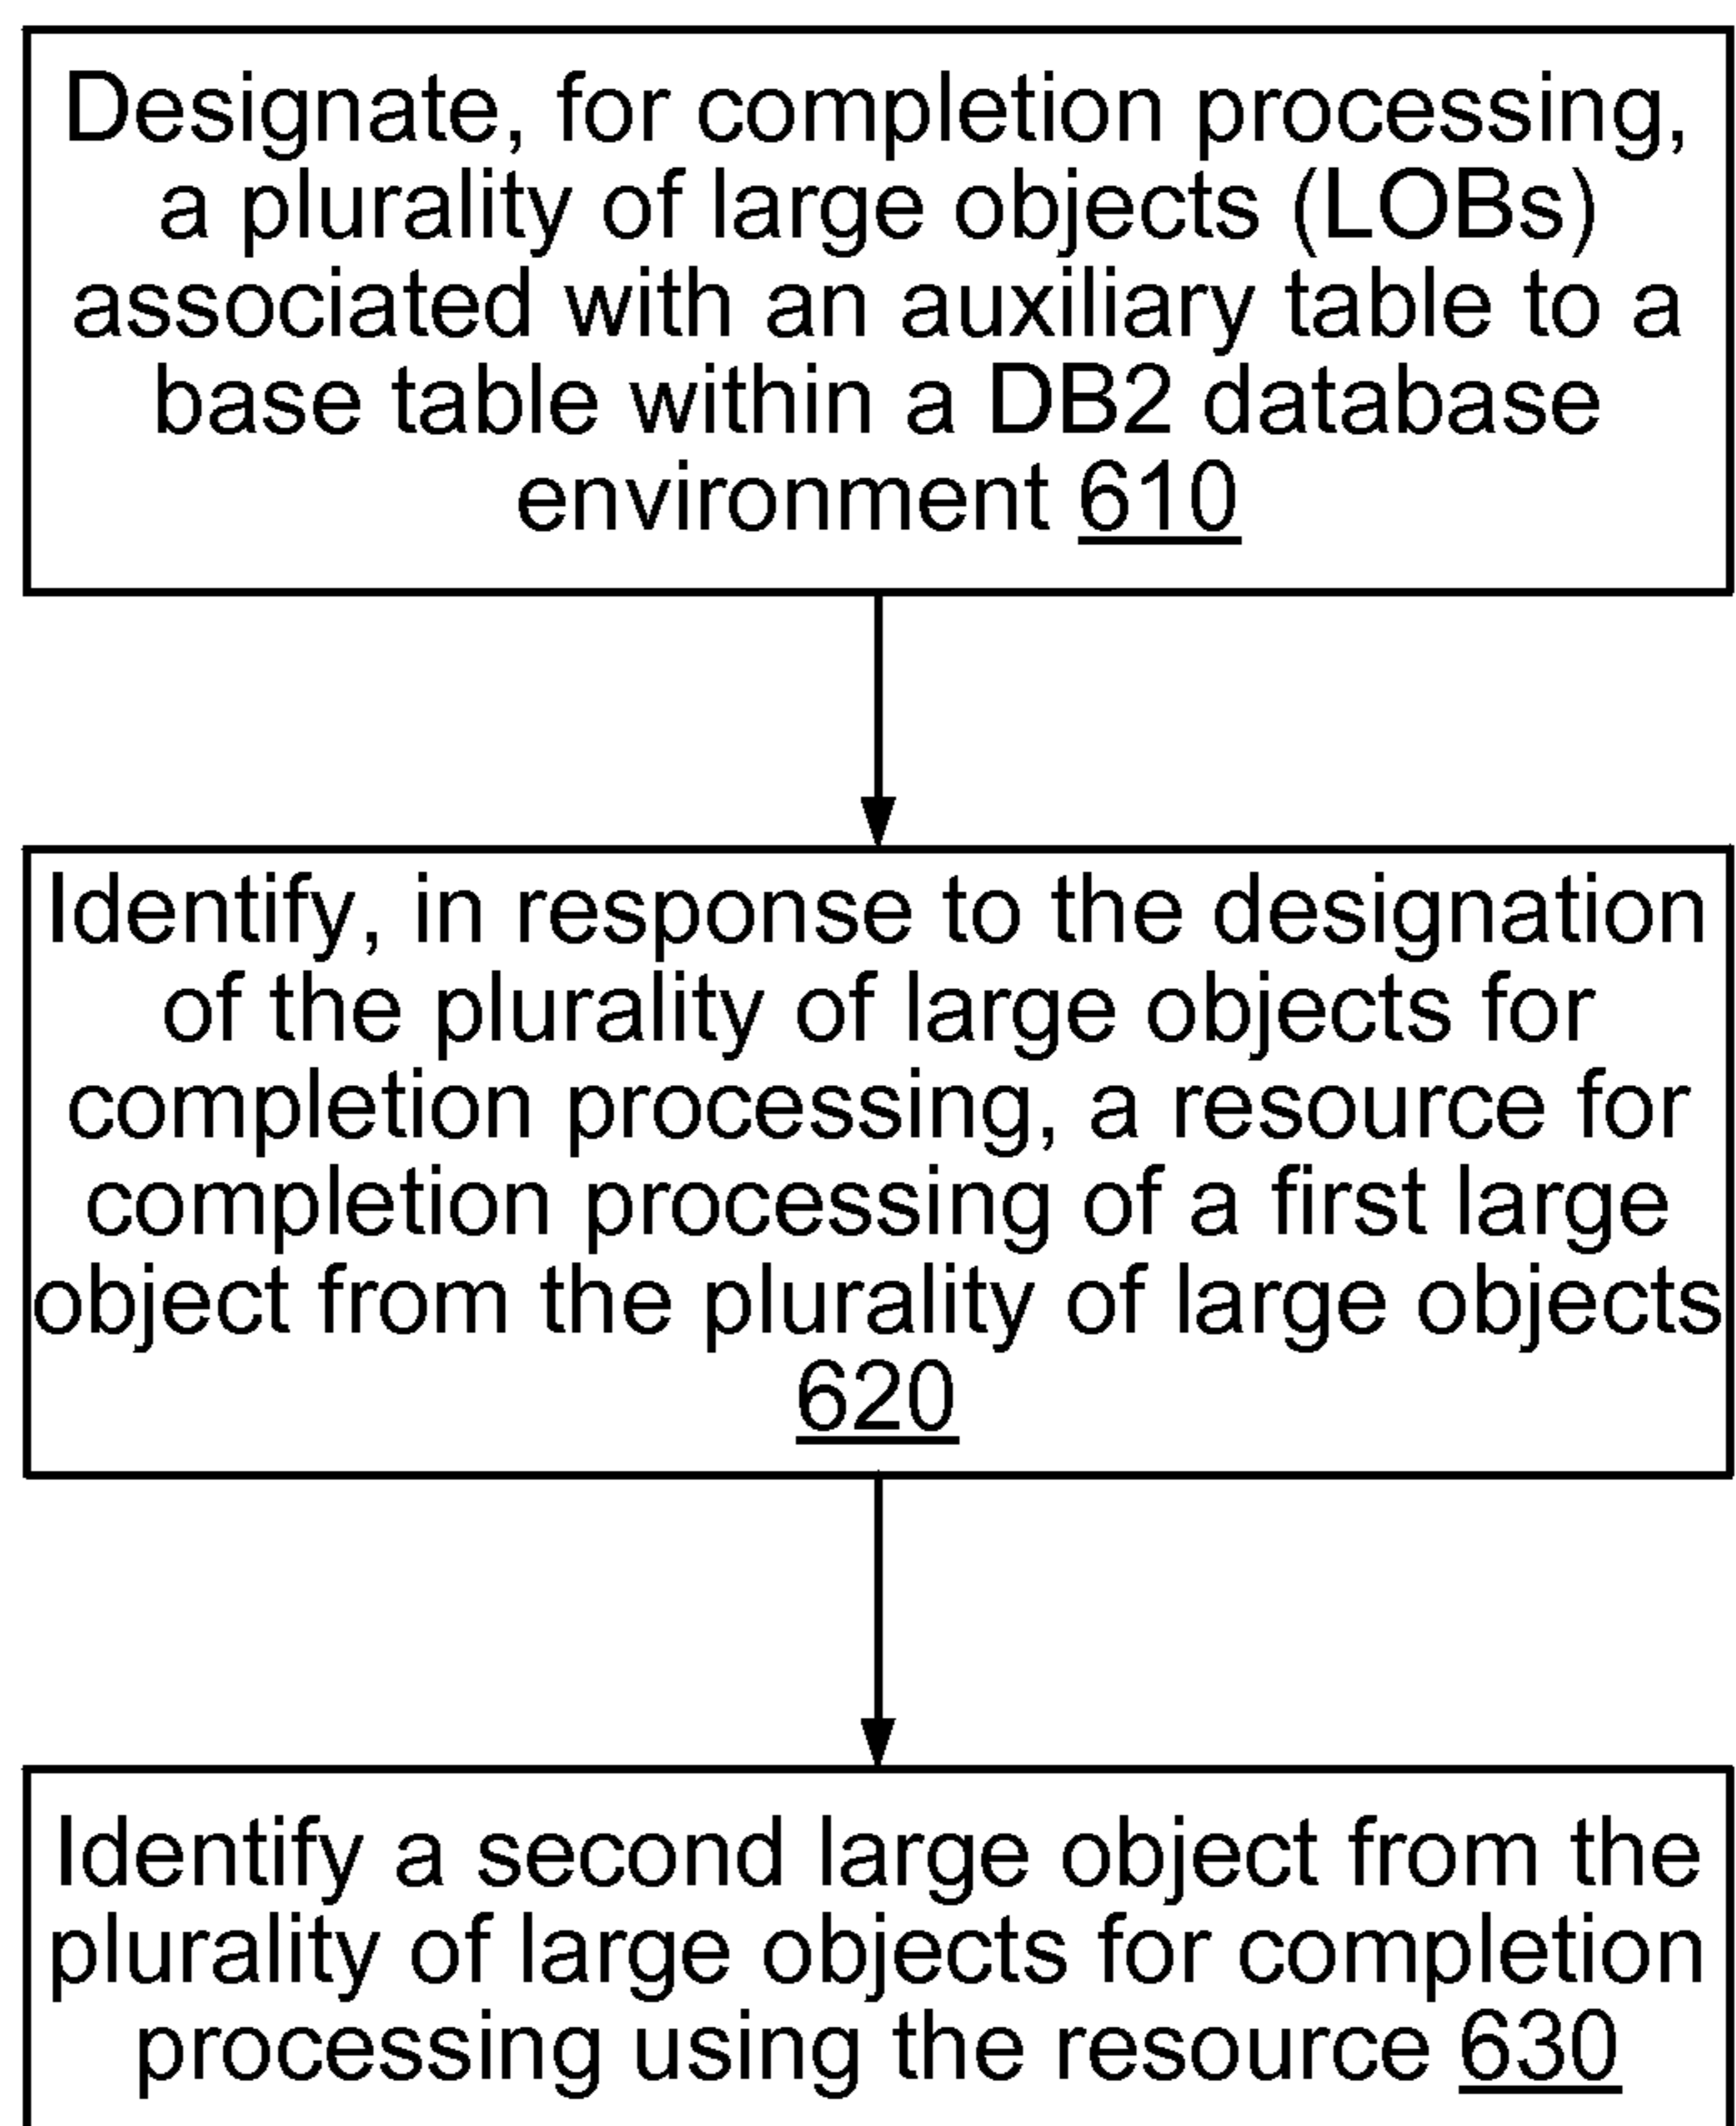 Designate, for completion processing,
a plurality of large objects (LOBs)
associated with an auxiliary table to a
base table within a DB2 database
environment 610
Identify, in response to the designation
of the plurality of large objects for
completion processing, a resource for
completion processing of a first large
object from the plurality of large objects
620
Identify a second large object from the
plurality of large objects for completion
processing using the resource 630